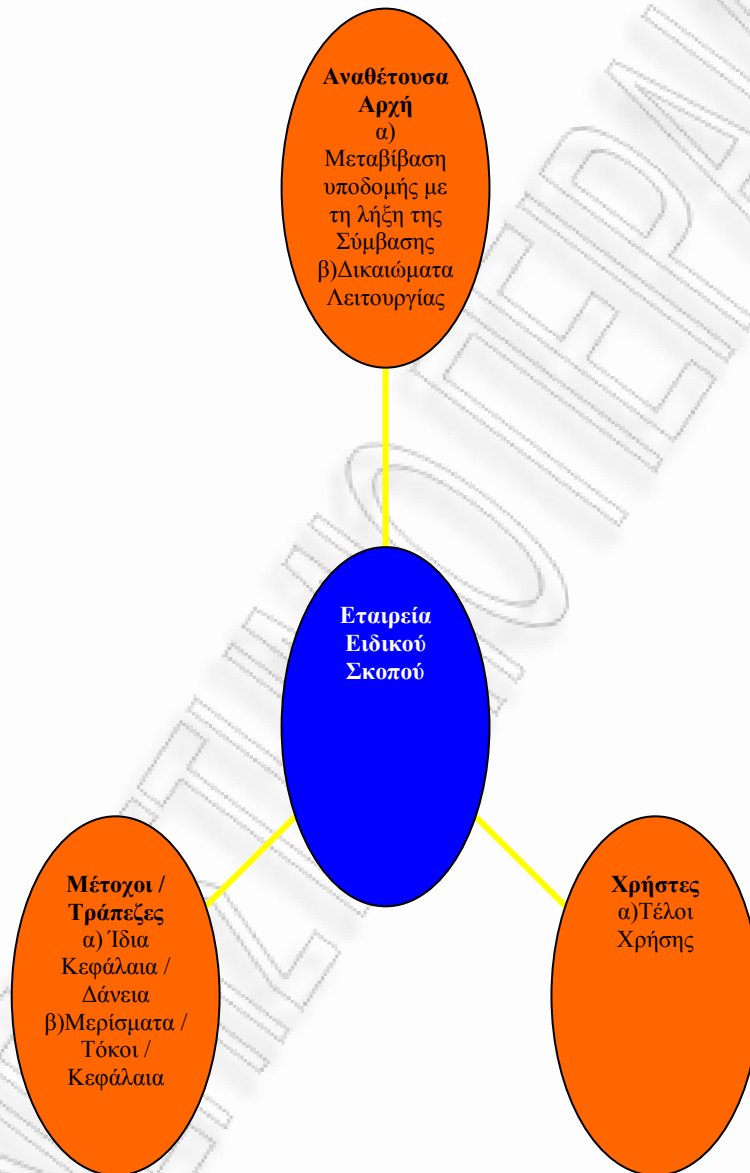 Αναθέτουσα
Αρχή
α)
Μεταβίβαση
υποδομής με
τη λήξη της
Σύμβασης
β)Δικαιώματα
Λειτουργίας
Εταιρεία
Ειδικού
Σκοπού
Μέτοχοι /
Τράπεζες
α) Ίδια
Κεφάλαια /
Δάνεια
β)Μερίσματα /
Τόκοι /
Κεφάλαια
Χρήστες
α)Τέλοι
Χρήσης